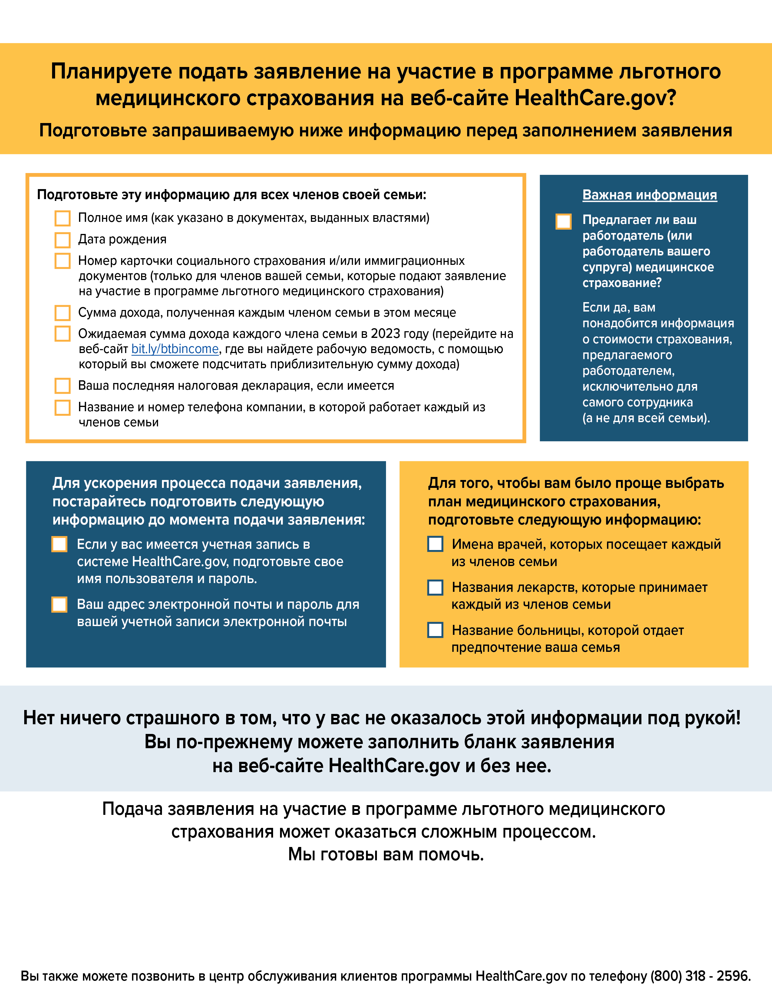 Планируете подать заявление на участие в программе льготного
медицинского страхования на веб-сайте HealthCare.gov?
Подготовьте запрашиваемую ниже информацию перед заполнением заявления
Подготовьте эту информацию для всех членов своей семьи:
Полное имя (как указано в документах, выданных властями)
Дата рождения
Номер карточки социального страхования и/или иммиграционных
документов (только для членов вашей семьи, которые подают заявление
на участие в программе льготного медицинского страхования)
Сумма дохода, полученная каждым членом семьи в этом месяце
Ожидаемая сумма дохода каждого члена семьи в 2023 году (перейдите на
веб-сайт bit.ly/btbincome, где вы найдете рабочую ведомость, с помощью
который вы сможете подсчитать приблизительную сумму дохода)
Ваша последняя налоговая декларация, если имеется
Название и номер телефона компании, в которой работает каждый из
членов семьи
Важная информация
Предлагает ли ваш
работодатель (или
работодатель вашего
супруга) медицинское
страхование?
Если да, вам
понадобится информация
о стоимости страхования,
предлагаемого
работодателем,
исключительно для
самого сотрудника
(а не для всей семьи).
Для ускорения процесса подачи заявления,
постарайтесь подготовить следующую
информацию до момента подачи заявления:
Если у вас имеется учетная запись в
системе HealthCare.gov, подготовьте свое
имя пользователя и пароль.
Ваш адрес электронной почты и пароль для
вашей учетной записи электронной почты
Для того, чтобы вам было проще выбрать
план медицинского страхования,
подготовьте следующую информацию:
Имена врачей, которых посещает каждый
из членов семьи
Названия лекарств, которые принимает
каждый из членов семьи
Название больницы, которой отдает
предпочтение ваша семья
Нет ничего страшного в том, что у вас не оказалось этой информации под рукой!
Вы по-прежнему можете заполнить бланк заявления
на веб-сайте HealthCare.gov и без нее.
Подача заявления на участие в программе льготного медицинского
страхования может оказаться сложным процессом.
Мы готовы вам помочь.
Вы также можете позвонить в центр обслуживания клиентов программы HealthCare.gov по телефону (800) 318 - 2596.